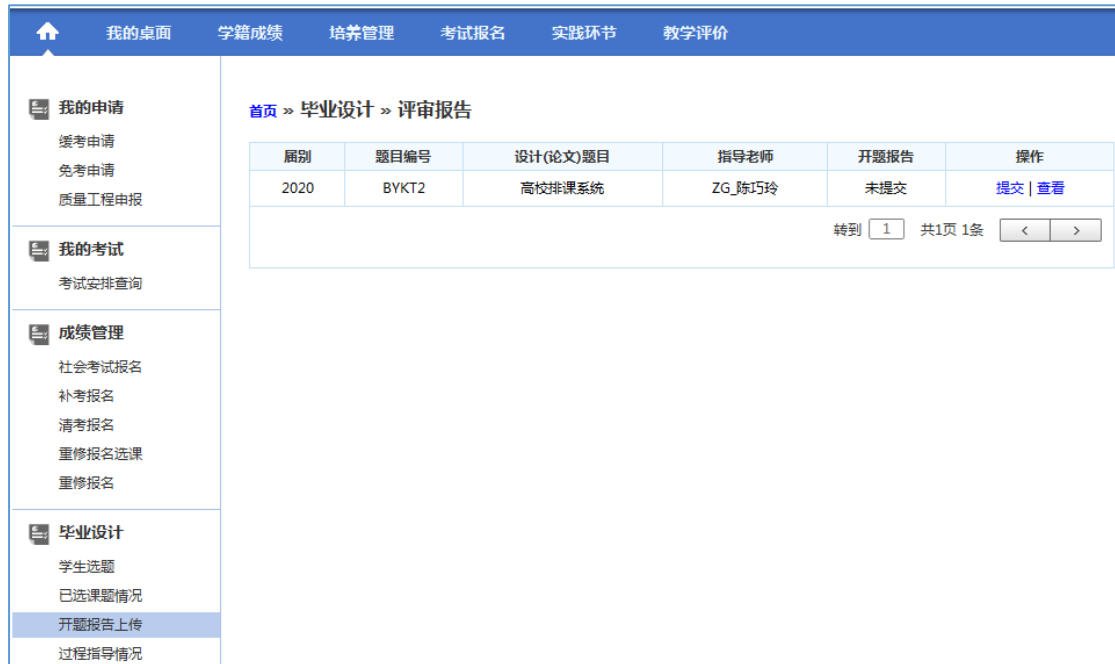 我的桌面 学籍成绩 培养管理 考试报名 实践环节 教学评价
我的申请
缓考申请
免考申请
质量工程申报
我的考试
考试安排查询
成绩管理
社会考试报名
补考报名
清考报名
重修报名选课
重修报名
毕业设计
学生选题
已选课题情况
开题报告上传
过程指导情况
首页 » 毕业设计 » 评审报告
届别 题目编号 设计(论文)题目 指导老师 开题报告 操作
2020 BYKT2 高校排课系统 ZG_陈巧玲 未提交 提交 | 查看
转到 1 共1页 1条 < >